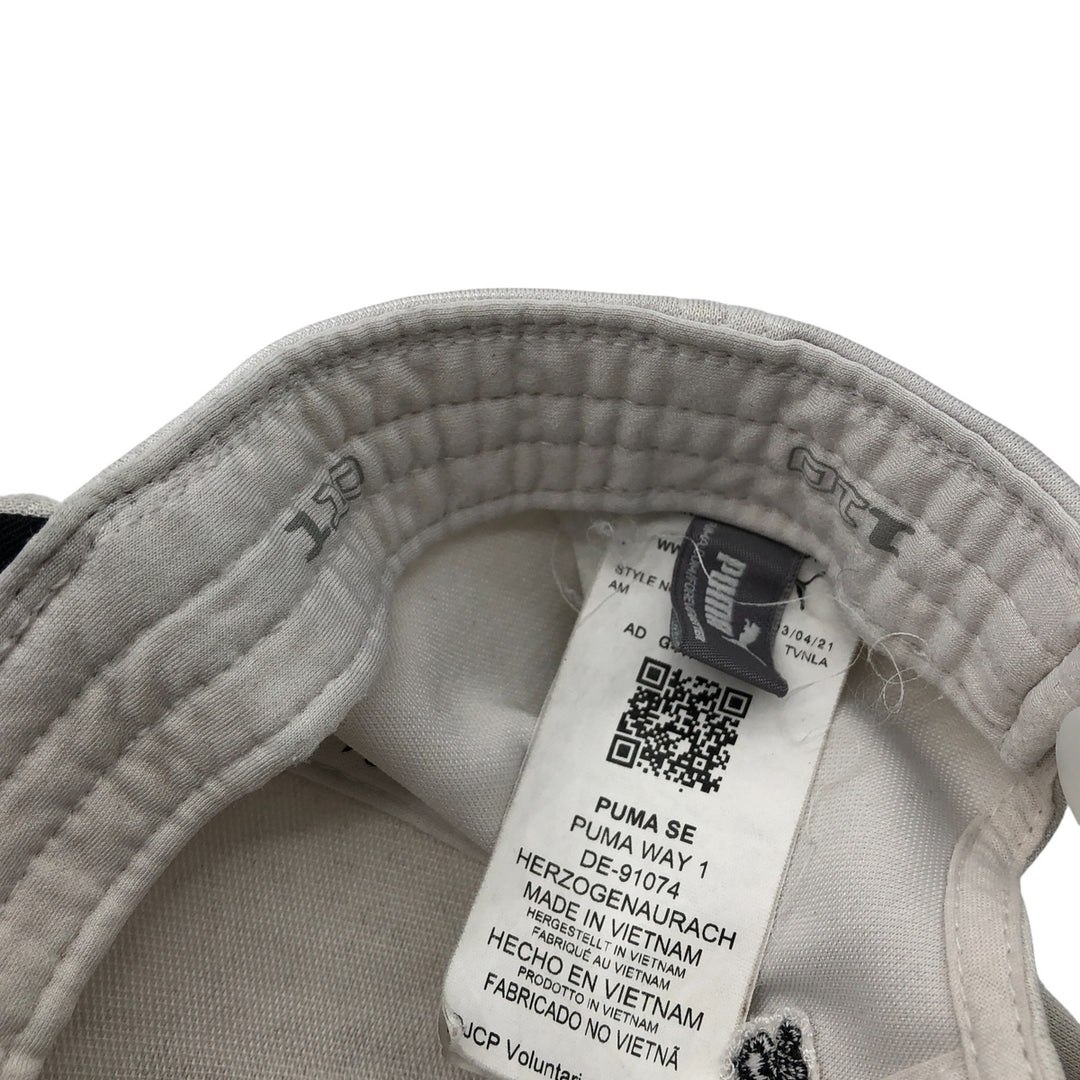 110
STYLE
AM
AD
3/04/21
TVNLA
PUMA
PUMA SE
PUMA WAY 1
DE-91074
HERZOGENAURACH
MADE IN VIETNAM
HERGESTELLT IN VIETNAM
FABRIQUÉ AU VIETNAM
HECHO EN VIETNAM
PRODOTTO IN VIETNAM
FABRICADO NO VIETNÃ
JCP Voluntari